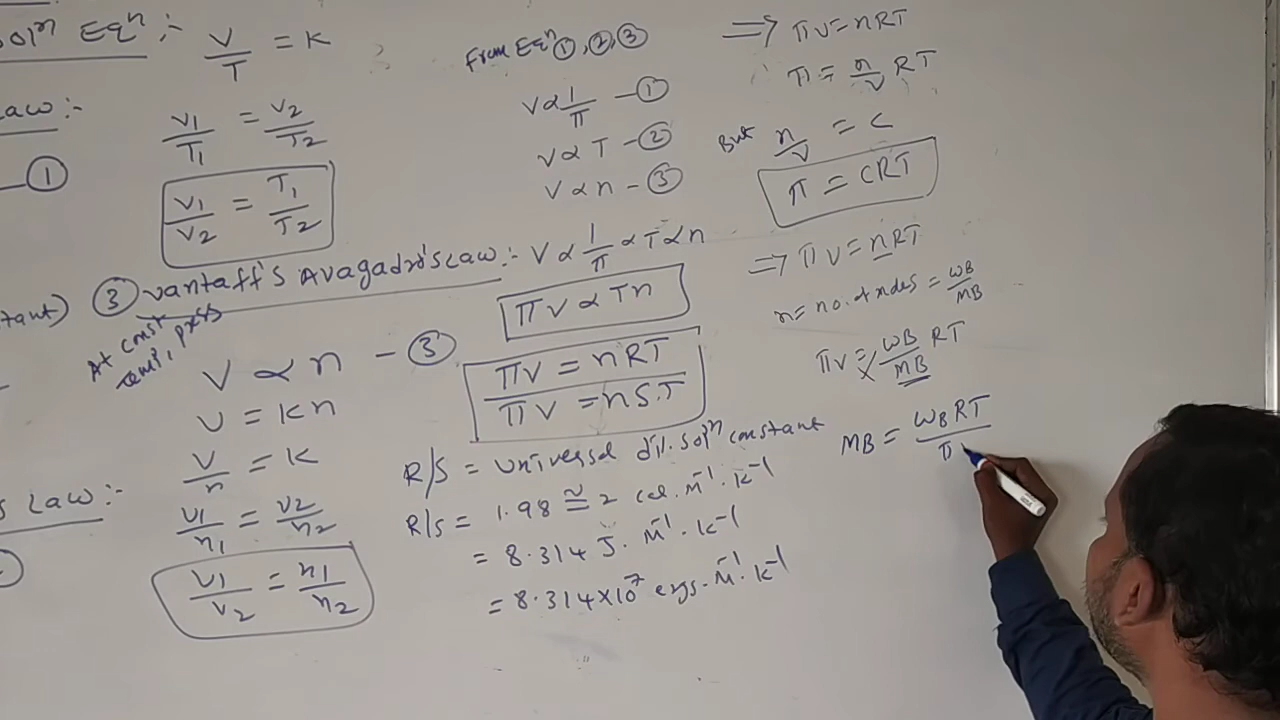 Solⁿ Eqⁿ :-
V/T = K
V1/T1 = V2/T2
V1/V2 = T1/T2
Law :-
— ①
③ Vantaff's Avagadro's Law :- V ∝ 1/π ∝ T ∝ n
At const
temp, press
V ∝ n — ③
V = Kn
V/n = K
V1/n1 = V2/n2
V1/V2 = n1/n2
s Law :-
From Eqⁿ ①, ②, ③
V ∝ 1/π — ①
V ∝ T — ②
V ∝ n — ③
πV ∝ Tn
πV = nRT
πV = nS.T
R/S = Universal dil. Solⁿ constant
R/S = 1.98 ≅ 2 cal. M⁻¹. K⁻¹
= 8.314 J. M⁻¹. K⁻¹
= 8.314×10⁷ ergs. M⁻¹. K⁻¹
⇒ πV = nRT
π = n/V RT
But n/V = C
π = CRT
⇒ πV = nRT
n = no. of moles = WB/MB
πV = WB/MB RT
MB = WB RT/π